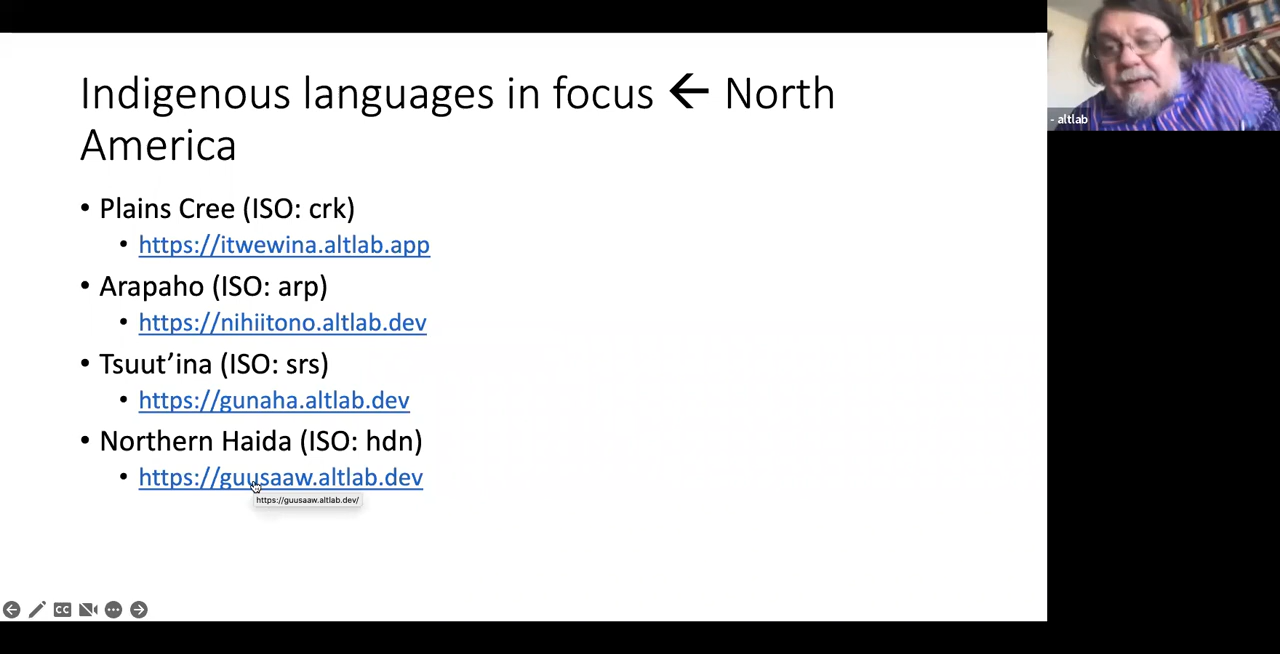 Indigenous languages in focus ← North
America
• Plains Cree (ISO: crk)
• https://itwewina.altlab.app
• Arapaho (ISO: arp)
• https://nihiitono.altlab.dev
• Tsuut’ina (ISO: srs)
• https://gunaha.altlab.dev
• Northern Haida (ISO: hdn)
• https://guusaaw.altlab.dev
https://guusaaw.altlab.dev/
- altlab
CC